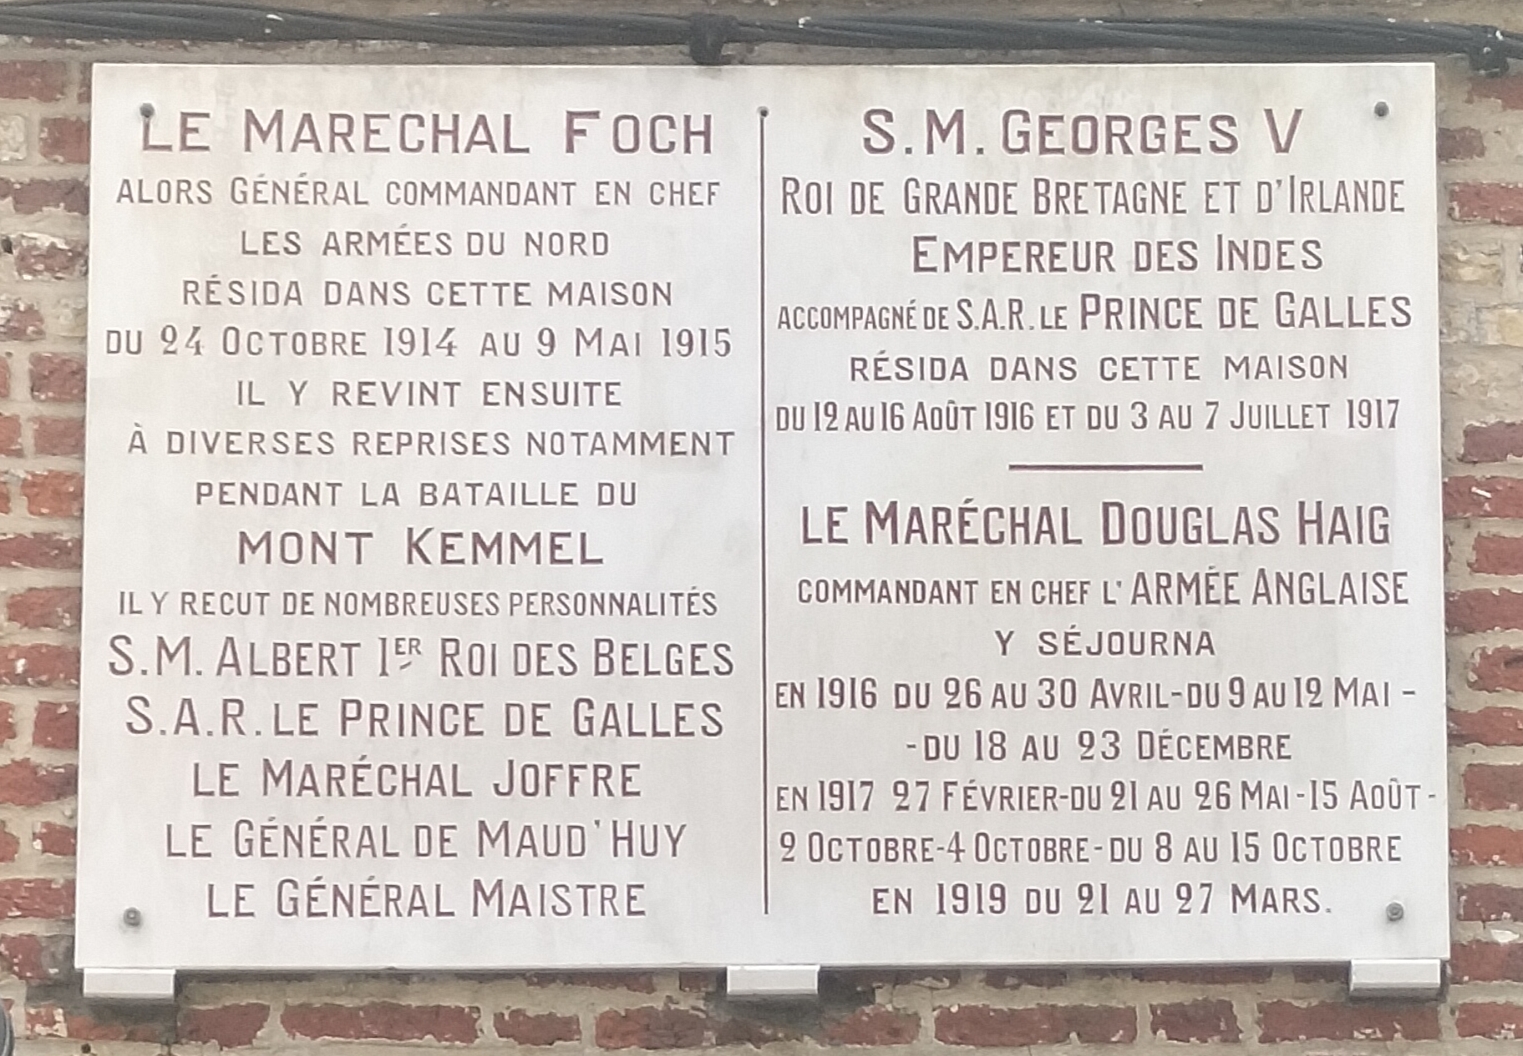 LE MARECHAL FOCH
ALORS GÉNÉRAL COMMANDANT EN CHEF
LES ARMÉES DU NORD
RÉSIDA DANS CETTE MAISON
DU 24 OCTOBRE 1914 AU 9 MAI 1915
IL Y REVINT ENSUITE
À DIVERSES REPRISES NOTAMMENT
PENDANT LA BATAILLE DU
MONT KEMMEL
IL Y RECUT DE NOMBREUSES PERSONNALITÉS
S.M. ALBERT IER ROI DES BELGES
S.A.R. LE PRINCE DE GALLES
LE MARÉCHAL JOFFRE
LE GÉNÉRAL DE MAUD'HUY
LE GÉNÉRAL MAISTRE
S.M. GEORGES V
ROI DE GRANDE BRETAGNE ET D'IRLANDE
EMPEREUR DES INDES
ACCOMPAGNÉ DE S.A.R. LE PRINCE DE GALLES
RÉSIDA DANS CETTE MAISON
DU 12 AU 16 AOÛT 1916 ET DU 3 AU 7 JUILLET 1917
LE MARÉCHAL DOUGLAS HAIG
COMMANDANT EN CHEF L'ARMÉE ANGLAISE
Y SÉJOURNA
EN 1916 DU 26 AU 30 AVRIL-DU 9 AU 12 MAI -
-DU 18 AU 23 DÉCEMBRE
EN 1917 27 FÉVRIER-DU 21 AU 26 MAI-15 AOÛT-
2 OCTOBRE-4 OCTOBRE-DU 8 AU 15 OCTOBRE
EN 1919 DU 21 AU 27 MARS.